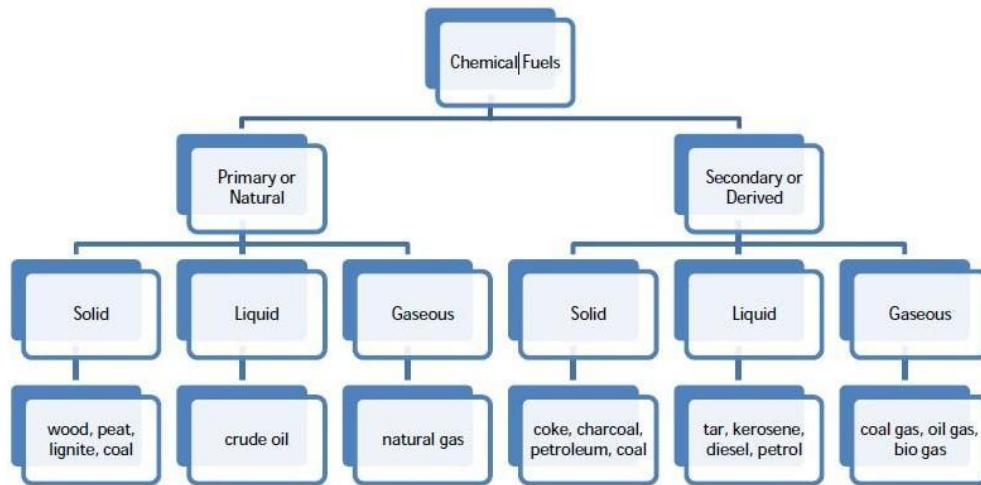 Chemical Fuels
Primary or
Natural
Secondary or
Derived
Solid
Liquid
Gaseous
Solid
Liquid
Gaseous
wood, peat,
lignite, coal
crude oil
natural gas
coke, charcoal,
petroleum, coal
tar, kerosene,
diesel, petrol
coal gas, oil gas,
bio gas